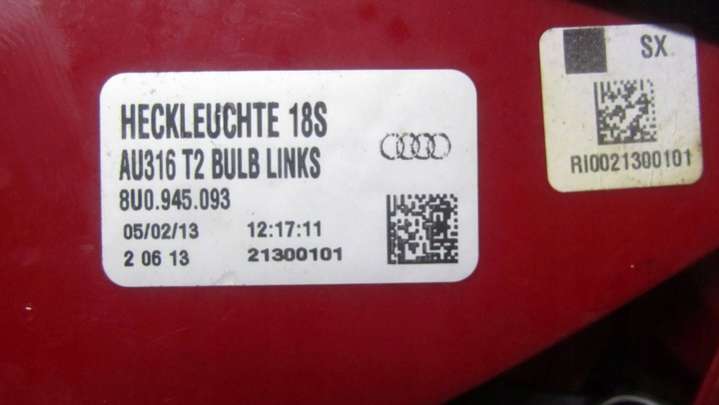 HECKLEUCHTE 18S
AU316 T2 BULB LINKS
8U0.945.093
05/02/13 12:17:11
2 06 13 21300101
SX
RI0021300101